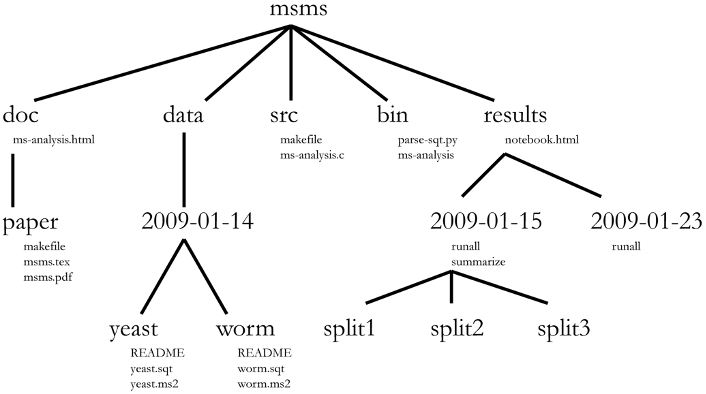 msms
doc
data
src
bin
results
ms-analysis.html
makefile
ms-analysis.c
parse-sqt.py
ms-analysis
notebook.html
paper
makefile
msms.tex
msms.pdf
2009-01-14
2009-01-15
runall
summarize
2009-01-23
runall
yeast
README
yeast.sqt
yeast.ms2
worm
README
worm.sqt
worm.ms2
split1
split2
split3